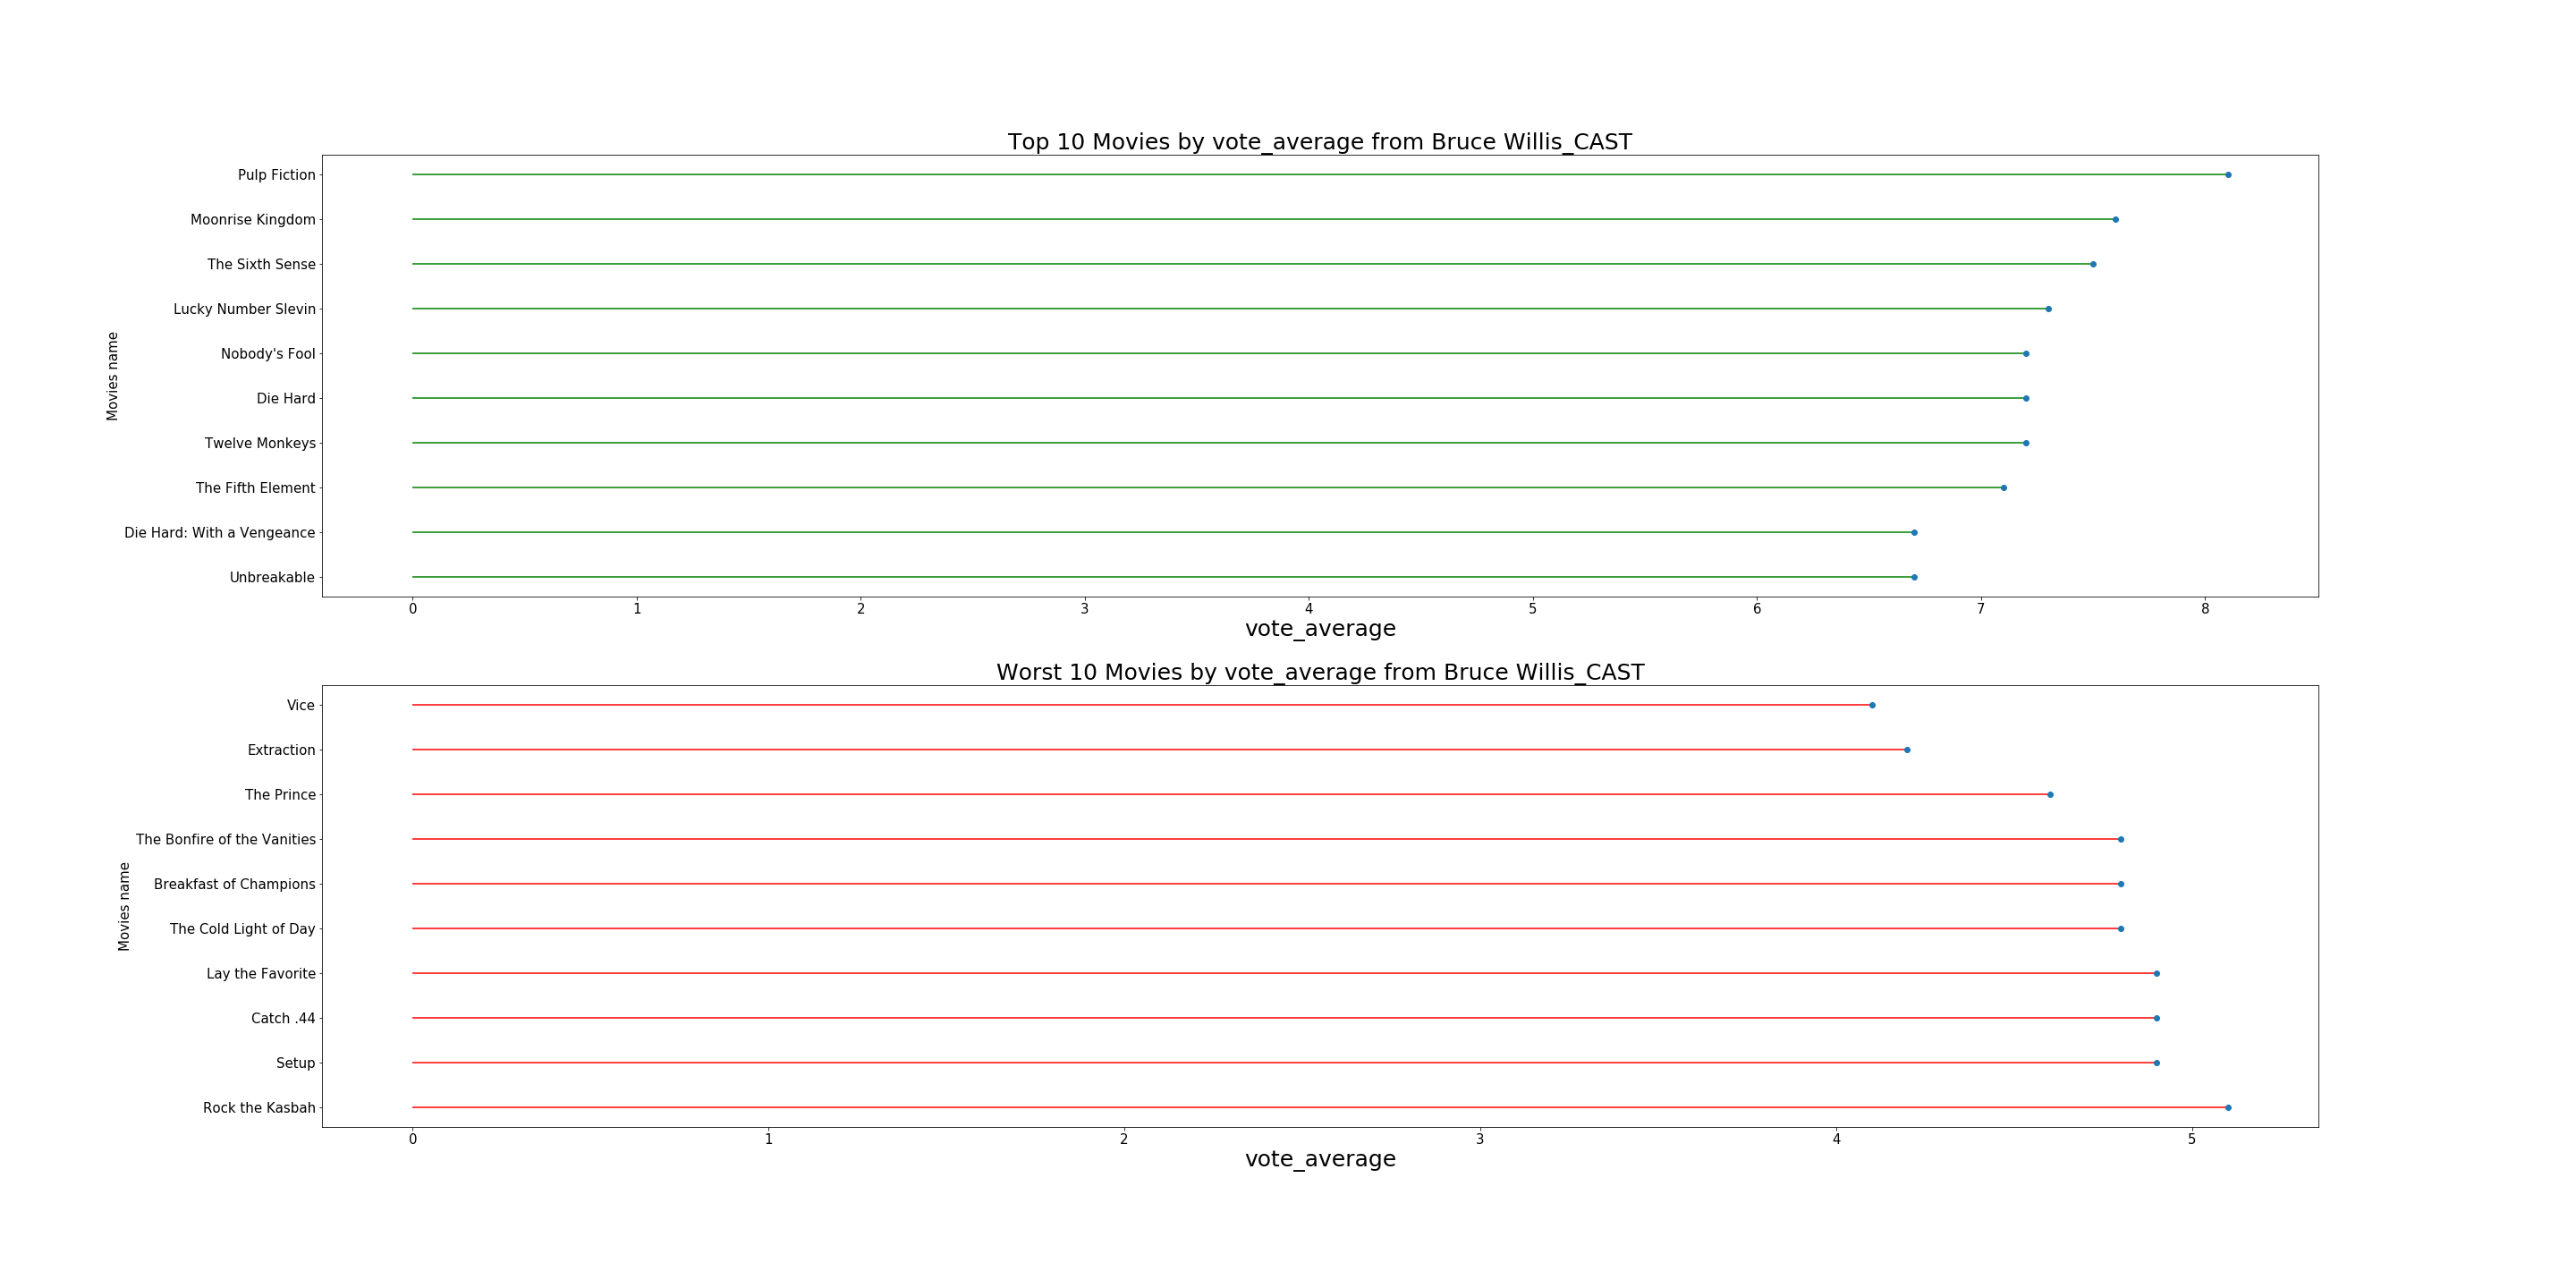 Top 10 Movies by vote_average from Bruce Willis_CAST
Movies name
Pulp Fiction
Moonrise Kingdom
The Sixth Sense
Lucky Number Slevin
Nobody's Fool
Die Hard
Twelve Monkeys
The Fifth Element
Die Hard: With a Vengeance
Unbreakable
0 1 2 3 4 5 6 7 8
vote_average
Worst 10 Movies by vote_average from Bruce Willis_CAST
Movies name
Vice
Extraction
The Prince
The Bonfire of the Vanities
Breakfast of Champions
The Cold Light of Day
Lay the Favorite
Catch .44
Setup
Rock the Kasbah
0 1 2 3 4 5
vote_average